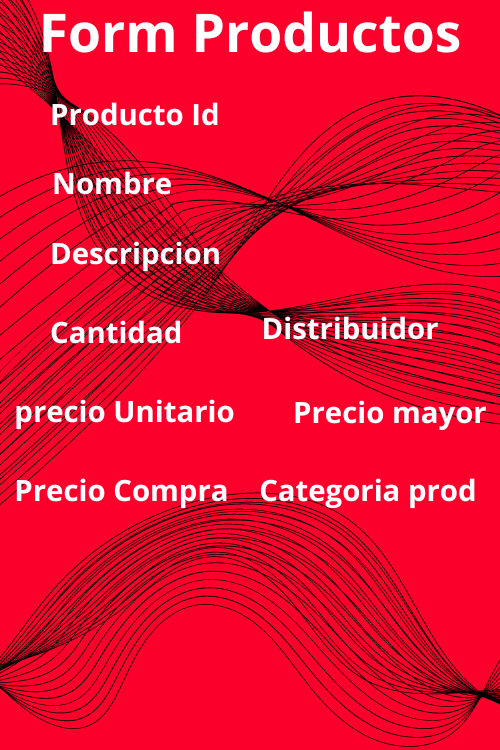 Form Productos
Producto Id
Nombre
Descripcion
Cantidad
Distribuidor
precio Unitario
Precio mayor
Precio Compra
Categoria prod